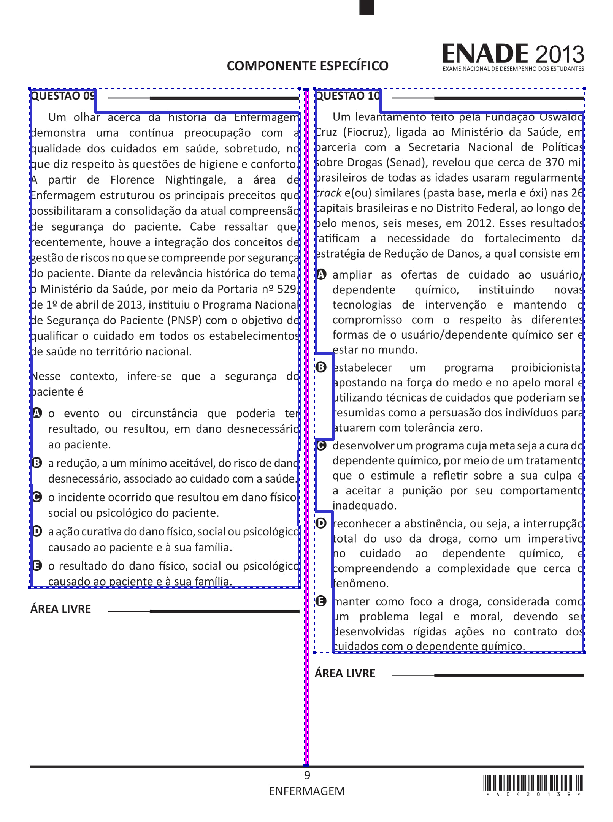 COMPONENTE ESPECÍFICO
ENADE 2013
EXAME NACIONAL DE DESEMPENHO DOS ESTUDANTES
QUESTÃO 09
Um olhar acerca da história da Enfermagem
demonstra uma contínua preocupação com a
qualidade dos cuidados em saúde, sobretudo, no
que diz respeito às questões de higiene e conforto.
A partir de Florence Nightingale, a área de
Enfermagem estruturou os principais preceitos que
possibilitaram a consolidação da atual compreensão
de segurança do paciente. Cabe ressaltar que,
recentemente, houve a integração dos conceitos de
gestão de riscos no que se compreende por segurança
do paciente. Diante da relevância histórica do tema,
o Ministério da Saúde, por meio da Portaria nº 529,
de 1º de abril de 2013, instituiu o Programa Nacional
de Segurança do Paciente (PNSP) com o objetivo de
qualificar o cuidado em todos os estabelecimentos
de saúde no território nacional.
Nesse contexto, infere-se que a segurança do
paciente é
A o evento ou circunstância que poderia ter
resultado, ou resultou, em dano desnecessário
ao paciente.
B a redução, a um mínimo aceitável, do risco de dano
desnecessário, associado ao cuidado com a saúde.
C o incidente ocorrido que resultou em dano físico,
social ou psicológico do paciente.
D a ação curativa do dano físico, social ou psicológico
causado ao paciente e à sua família.
E o resultado do dano físico, social ou psicológico
causado ao paciente e à sua família.
ÁREA LIVRE
QUESTÃO 10
Um levantamento feito pela Fundação Oswaldo
Cruz (Fiocruz), ligada ao Ministério da Saúde, em
parceria com a Secretaria Nacional de Políticas
sobre Drogas (Senad), revelou que cerca de 370 mil
brasileiros de todas as idades usaram regularmente
crack e(ou) similares (pasta base, merla e óxi) nas 26
capitais brasileiras e no Distrito Federal, ao longo de,
pelo menos, seis meses, em 2012. Esses resultados
ratificam a necessidade do fortalecimento da
estratégia de Redução de Danos, a qual consiste em
A ampliar as ofertas de cuidado ao usuário/
dependente químico, instituindo novas
tecnologias de intervenção e mantendo o
compromisso com o respeito às diferentes
formas de o usuário/dependente químico ser e
estar no mundo.
B estabelecer um programa proibicionista,
apostando na força do medo e no apelo moral e
utilizando técnicas de cuidados que poderiam ser
resumidas como a persuasão dos indivíduos para
atuarem com tolerância zero.
C desenvolver um programa cuja meta seja a cura do
dependente químico, por meio de um tratamento
que o estimule a refletir sobre a sua culpa e
a aceitar a punição por seu comportamento
inadequado.
D reconhecer a abstinência, ou seja, a interrupção
total do uso da droga, como um imperativo
no cuidado ao dependente químico, e
compreendendo a complexidade que cerca o
fenômeno.
E manter como foco a droga, considerada como
um problema legal e moral, devendo ser
desenvolvidas rígidas ações no contrato dos
cuidados com o dependente químico.
ÁREA LIVRE
9
ENFERMAGEM